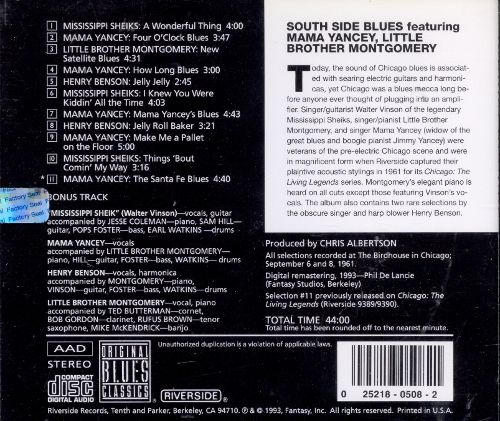 1 MISSISSIPPI SHEIKS: A Wonderful Thing 4:00
2 MAMA YANCEY: Four O'Clock Blues 3:47
3 LITTLE BROTHER MONTGOMERY: New
Satellite Blues 4:31
4 MAMA YANCEY: How Long Blues 3:00
5 HENRY BENSON: Jelly Jelly 2:45
6 MISSISSIPPI SHEIKS: I Knew You Were
Kiddin' All the Time 4:03
7 MAMA YANCEY: Mama Yancey's Blues 4:43
8 HENRY BENSON: Jelly Roll Baker 3:21
9 MAMA YANCEY: Make Me a Pallet
on the Floor 5:00
10 MISSISSIPPI SHEIKS: Things 'Bout
Comin' My Way 3:16
*11 MAMA YANCEY: The Santa Fe Blues 4:40
BONUS TRACK
Factory Seal
Factory Seal
Factory Seal
"MISSISSIPPI SHEIK" (Walter Vinson)—vocals, guitar
accompanied by JESSE COLEMAN—piano, SAM HILL—
guitar, POPS FOSTER—bass, EARL WATKINS—drums
MAMA YANCEY—vocals
accompanied by LITTLE BROTHER MONTGOMERY—
piano, HILL—guitar, FOSTER—bass, WATKINS—drums
HENRY BENSON—vocals, harmonica
accompanied by MONTGOMERY—piano,
VINSON—guitar, FOSTER—bass, WATKINS—drums
LITTLE BROTHER MONTGOMERY—vocal, piano
accompanied by TED BUTTERMAN—cornet,
BOB GORDON—clarinet, RUFUS BROWN—tenor
saxophone, MIKE McKENDRICK—banjo
SOUTH SIDE BLUES featuring
MAMA YANCEY, LITTLE
BROTHER MONTGOMERY
Today, the sound of Chicago blues is associat-
ed with searing electric guitars and harmoni-
cas, yet Chicago was a blues mecca long be-
fore anyone ever thought of plugging into an ampli-
fier. Singer/guitarist Walter Vinson of the legendary
Mississippi Sheiks, singer/pianist Little Brother
Montgomery, and singer Mama Yancey (widow of the
great blues and boogie pianist Jimmy Yancey) were
veterans of the pre-electric Chicago scene and were
in magnificent form when Riverside captured their
plaintive acoustic stylings in 1961 for its Chicago: The
Living Legends series. Montgomery's elegant piano is
heard on all cuts except those featuring Vinson's vo-
cals. The album also contains two rare selections by
the obscure singer and harp blower Henry Benson.
Produced by CHRIS ALBERTSON
All selections recorded at The Birdhouse in Chicago;
September 6 and 8, 1961.
Digital remastering, 1993—Phil De Lancie
(Fantasy Studios, Berkeley)
Selection #11 previously released on Chicago: The
Living Legends (Riverside 9389/9390).
TOTAL TIME 44:00
Total time has been rounded off to the nearest minute.
Unauthorized duplication is a violation of applicable laws.
AAD
STEREO
COMPACT
disc
DIGITAL AUDIO
ORIGINAL
BLUES
CLASSICS
RIVERSIDE
0 25218-0508-2
Riverside Records, Tenth and Parker, Berkeley, CA 94710. ℗ & © 1993, Fantasy, Inc. All rights reserved. Printed in U.S.A.